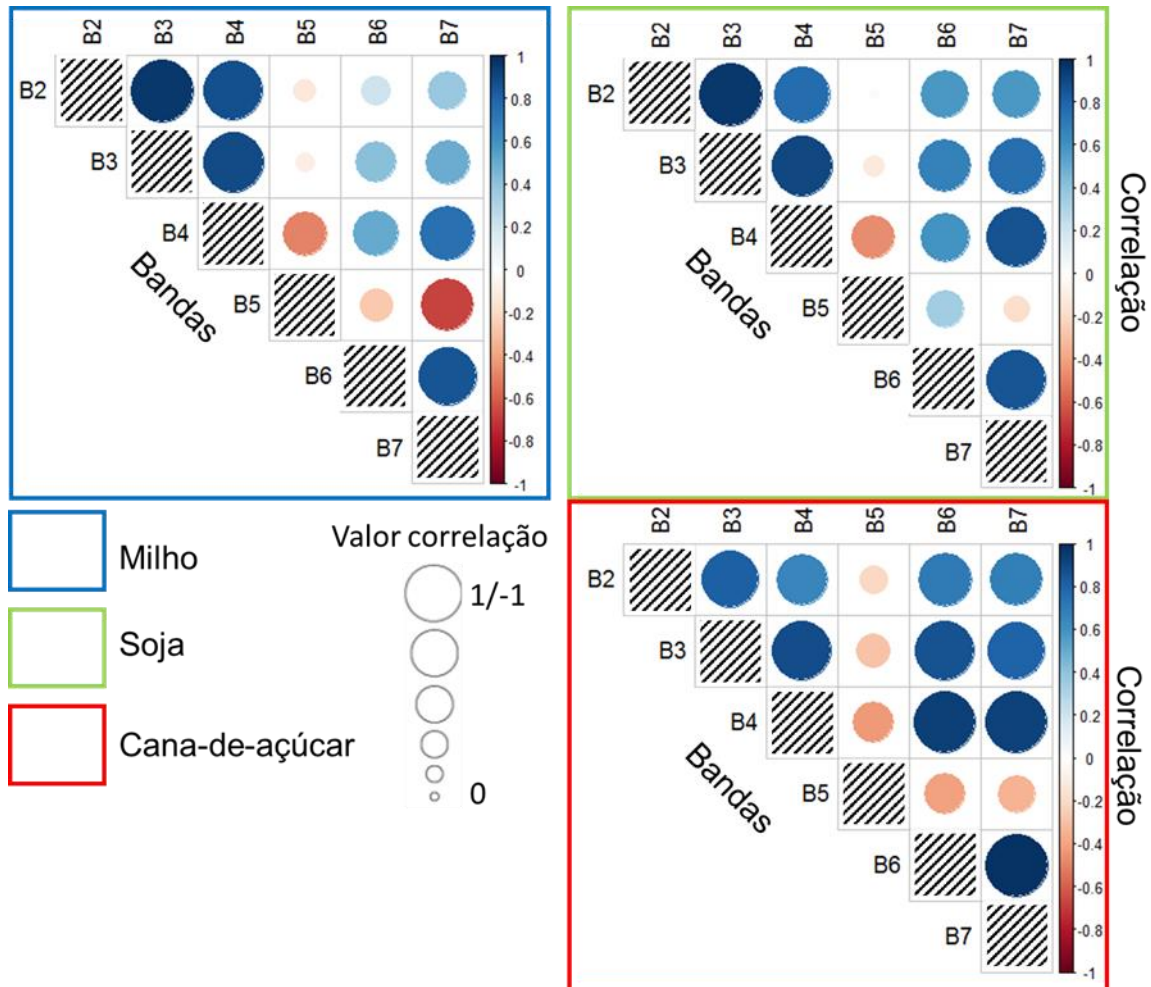 B2 B3 B4 B5 B6 B7
B2
B3
B4
B5
B6
B7
Bandas
1
0.8
0.6
0.4
0.2
0
-0.2
-0.4
-0.6
-0.8
-1
B2 B3 B4 B5 B6 B7
B2
B3
B4
B5
B6
B7
Bandas
1
0.8
0.6
0.4
0.2
0
-0.2
-0.4
-0.6
-0.8
-1
Correlação
Milho
Soja
Cana-de-açúcar
Valor correlação
1/-1
0
B2 B3 B4 B5 B6 B7
B2
B3
B4
B5
B6
B7
Bandas
1
0.8
0.6
0.4
0.2
0
-0.2
-0.4
-0.6
-0.8
-1
Correlação